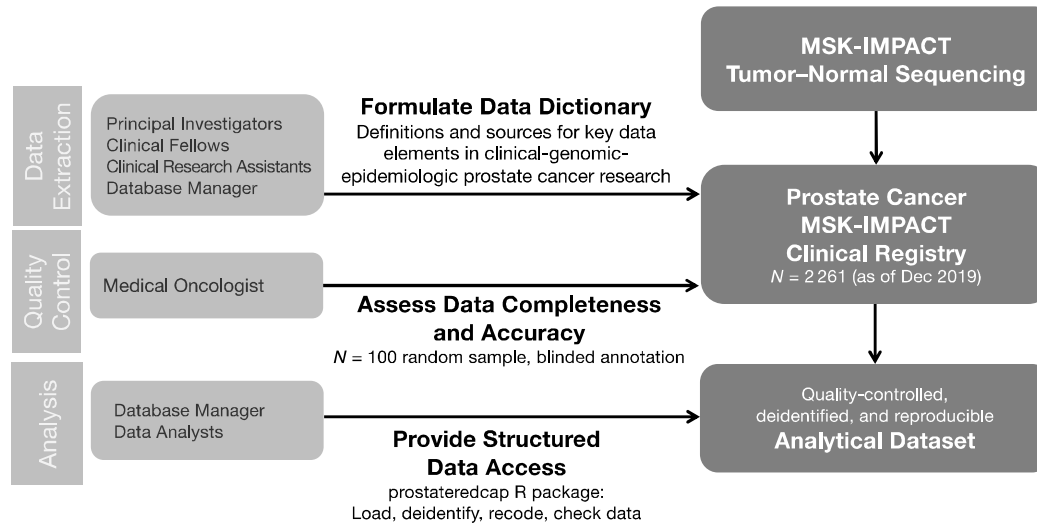 MSK-IMPACT
Tumor–Normal Sequencing
Data
Extraction
Principal Investigators
Clinical Fellows
Clinical Research Assistants
Database Manager
Formulate Data Dictionary
Definitions and sources for key data
elements in clinical-genomic-
epidemiologic prostate cancer research
Prostate Cancer
MSK-IMPACT
Clinical Registry
N = 2 261 (as of Dec 2019)
Quality
Control
Medical Oncologist
Assess Data Completeness
and Accuracy
N = 100 random sample, blinded annotation
Analysis
Database Manager
Data Analysts
Provide Structured
Data Access
prostateredcap R package:
Load, deidentify, recode, check data
Quality-controlled,
deidentified, and reproducible
Analytical Dataset